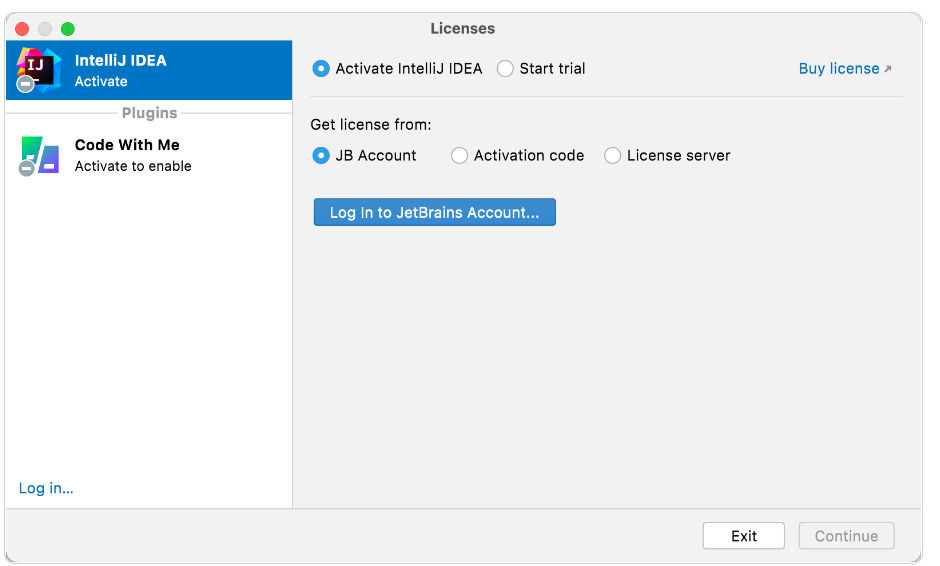 Licenses
IJ
IntelliJ IDEA
Activate
Plugins
Code With Me
Activate to enable
Log in...
Activate IntelliJ IDEA Start trial Buy license ↗
Get license from:
JB Account Activation code License server
Log In to JetBrains Account...
Exit Continue